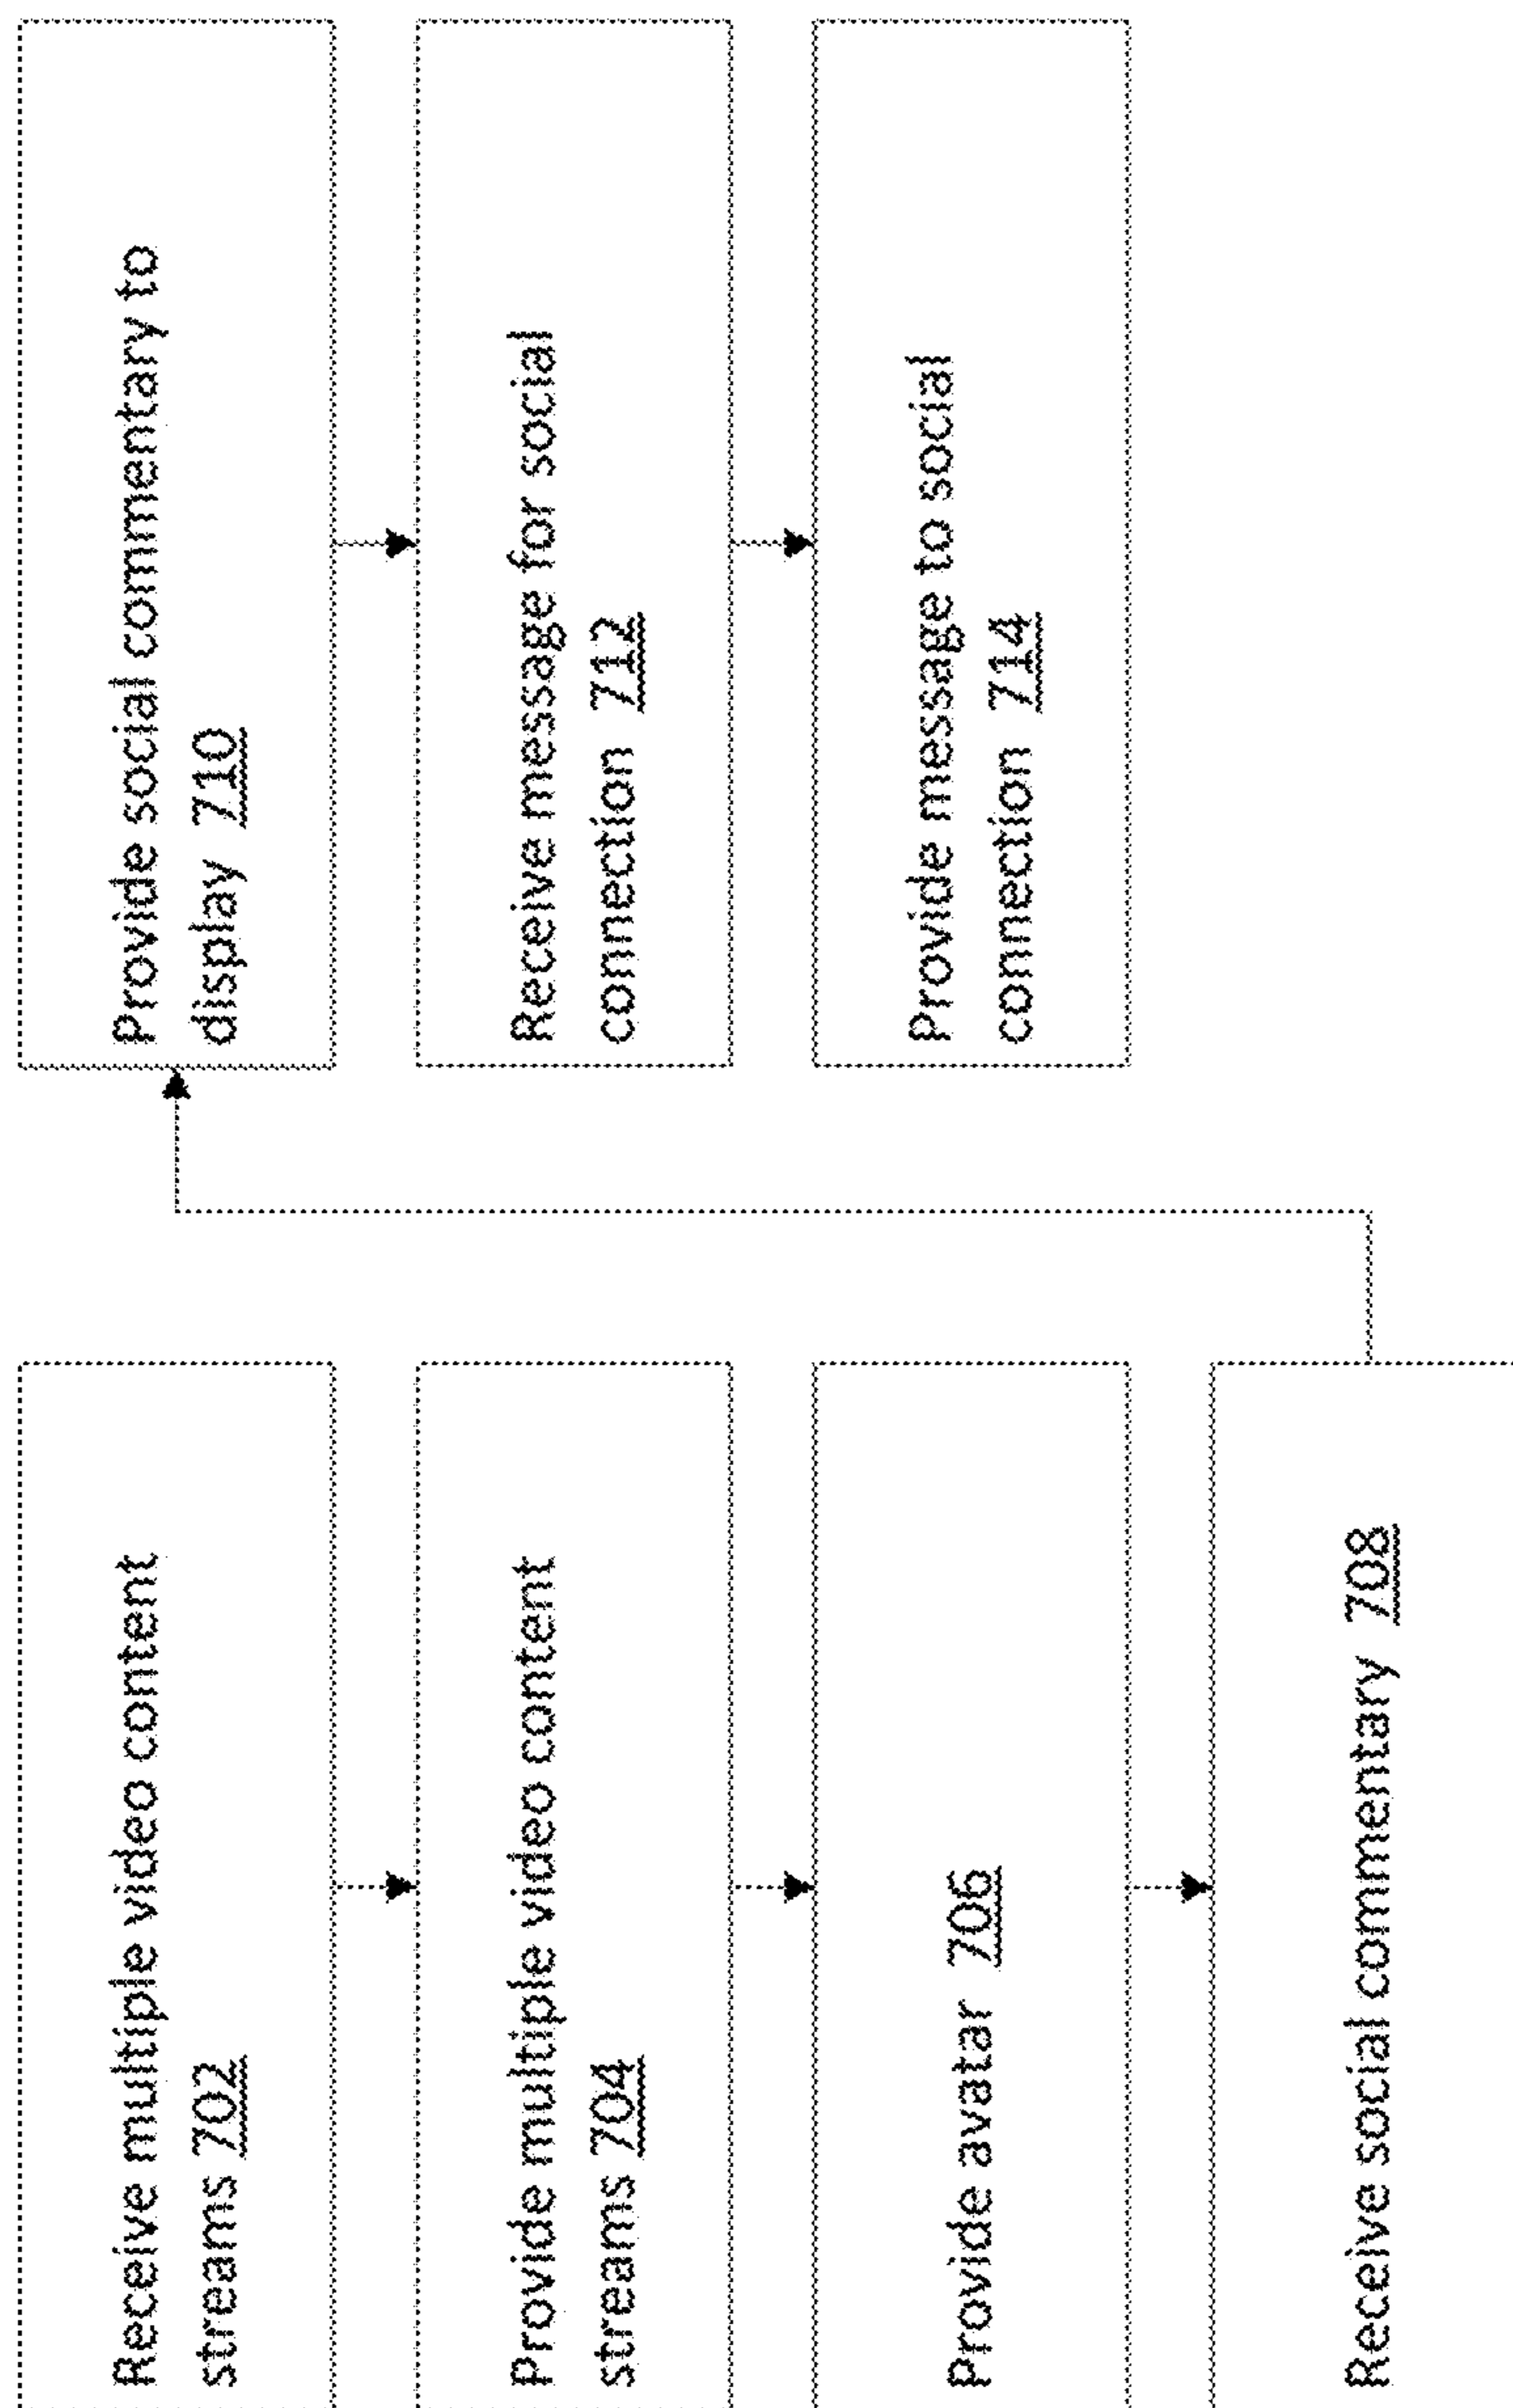 Receive multiple video content
streams 702
Provide multiple video content
streams 704
Provide avatar 706
Receive social commentary 708
Provide social commentary to
display 710
Receive message for social
connection 712
Provide message to social
connection 714